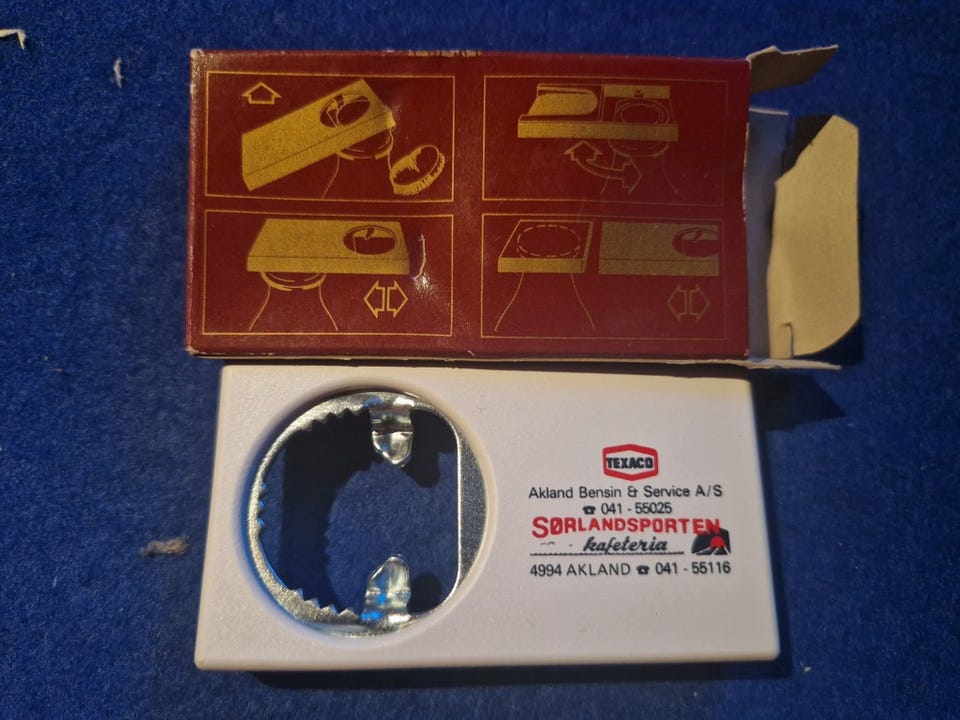 TEXACO
Akland Bensin & Service A/S
☎ 041 - 55025
SØRLANDSPORTEN
kafeteria
4994 AKLAND ☎ 041 - 55116